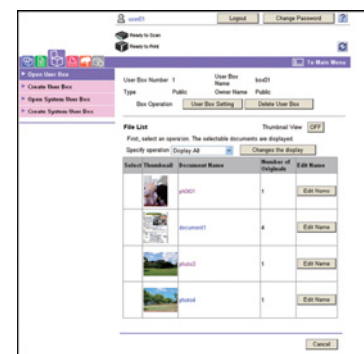 user01 Logout Change Password ?
Ready to Scan
Ready to Print
To Main Menu
Open User Box
Create User Box
Open System User Box
Create System User Box
User Box Number 1 User Box Name box01
Type Public Owner Name Public
Box Operation User Box Setting Delete User Box
File List Thumbnail View OFF
First, select an operation. The selectable documents are displayed.
Specify operation Display All Changes the display
Select Thumbnail Document Name Number of Originals Edit Name
1 Edit Name
document1 4 Edit Name
photo2 1 Edit Name
photo4 1 Edit Name
Cancel